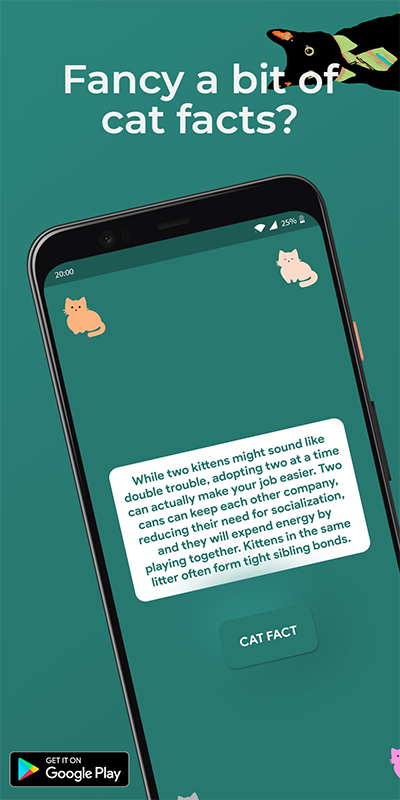 Fancy a bit of
cat facts?
20:00
25%
While two kittens might sound like
double trouble, adopting two at a time
can actually make your job easier. Two
cans can keep each other company,
reducing their need for socialization,
and they will expend energy by
playing together. Kittens in the same
litter often form tight sibling bonds.
CAT FACT
GET IT ON
Google Play